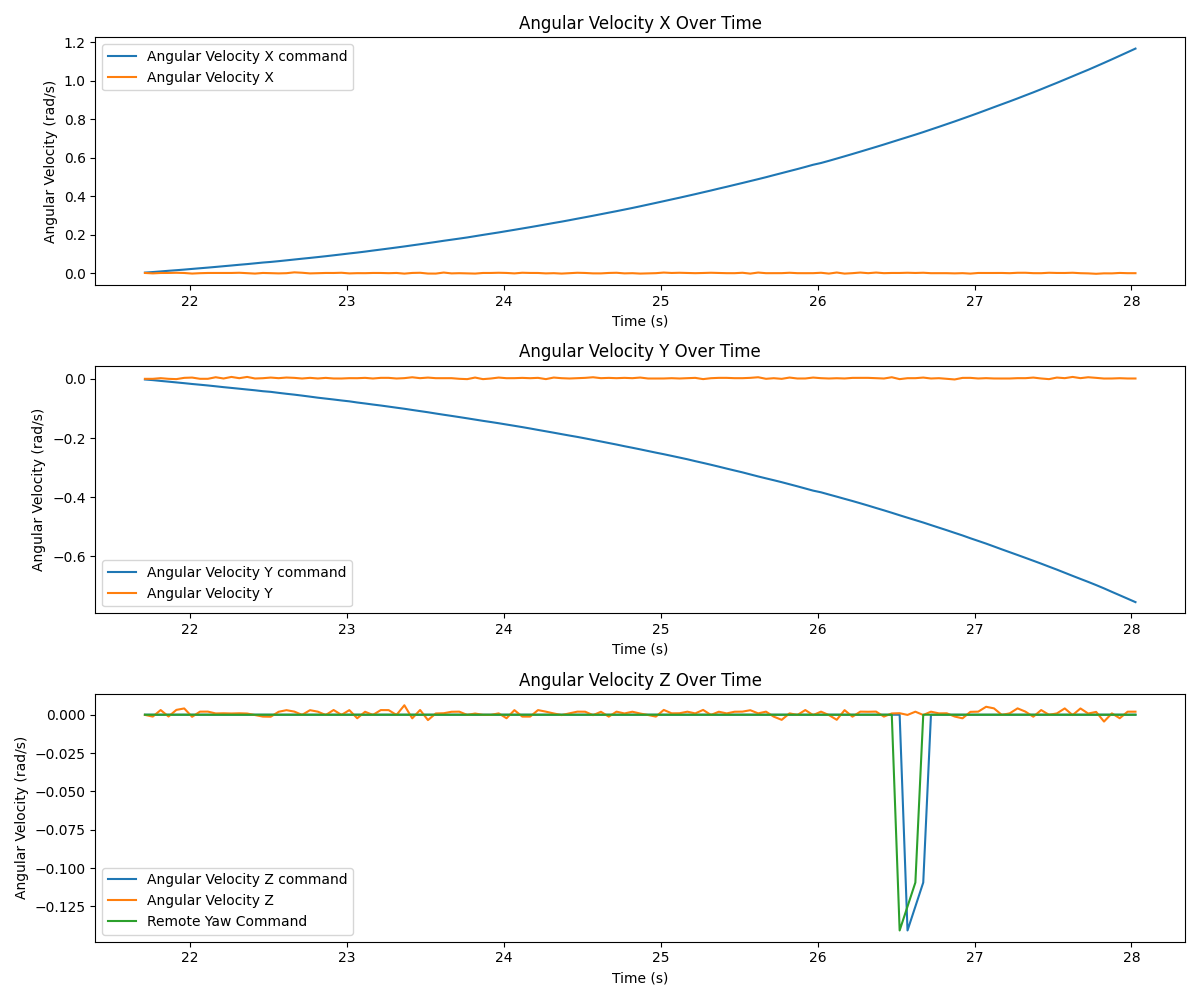 Angular Velocity X Over Time
Angular Velocity (rad/s)
1.2
1.0
0.8
0.6
0.4
0.2
0.0
Angular Velocity X command
Angular Velocity X
22 23 24 25 26 27 28
Time (s)
Angular Velocity Y Over Time
Angular Velocity (rad/s)
0.0
−0.2
−0.4
−0.6
Angular Velocity Y command
Angular Velocity Y
22 23 24 25 26 27 28
Time (s)
Angular Velocity Z Over Time
Angular Velocity (rad/s)
0.000
−0.025
−0.050
−0.075
−0.100
−0.125
Angular Velocity Z command
Angular Velocity Z
Remote Yaw Command
22 23 24 25 26 27 28
Time (s)